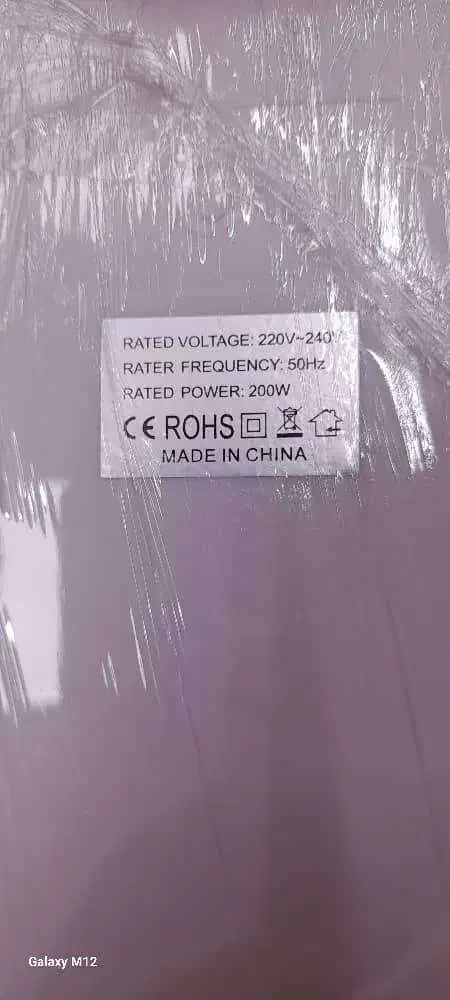 RATED VOLTAGE: 220V~240V
RATER FREQUENCY: 50Hz
RATED POWER: 200W
CE ROHS
MADE IN CHINA
Galaxy M12